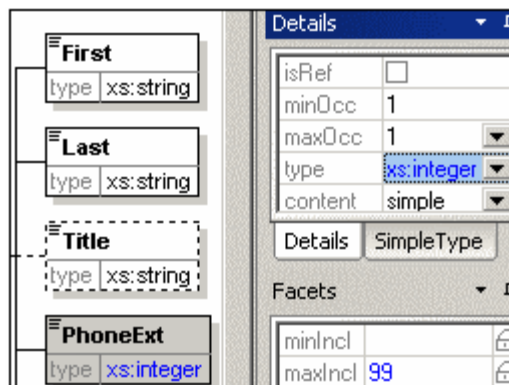 First
type xs:string
Last
type xs:string
Title
type xs:string
PhoneExt
type xs:integer
Details
isRef
minOcc 1
maxOcc 1
type xs:integer
content simple
Details SimpleType
Facets
minIncl
maxIncl 99